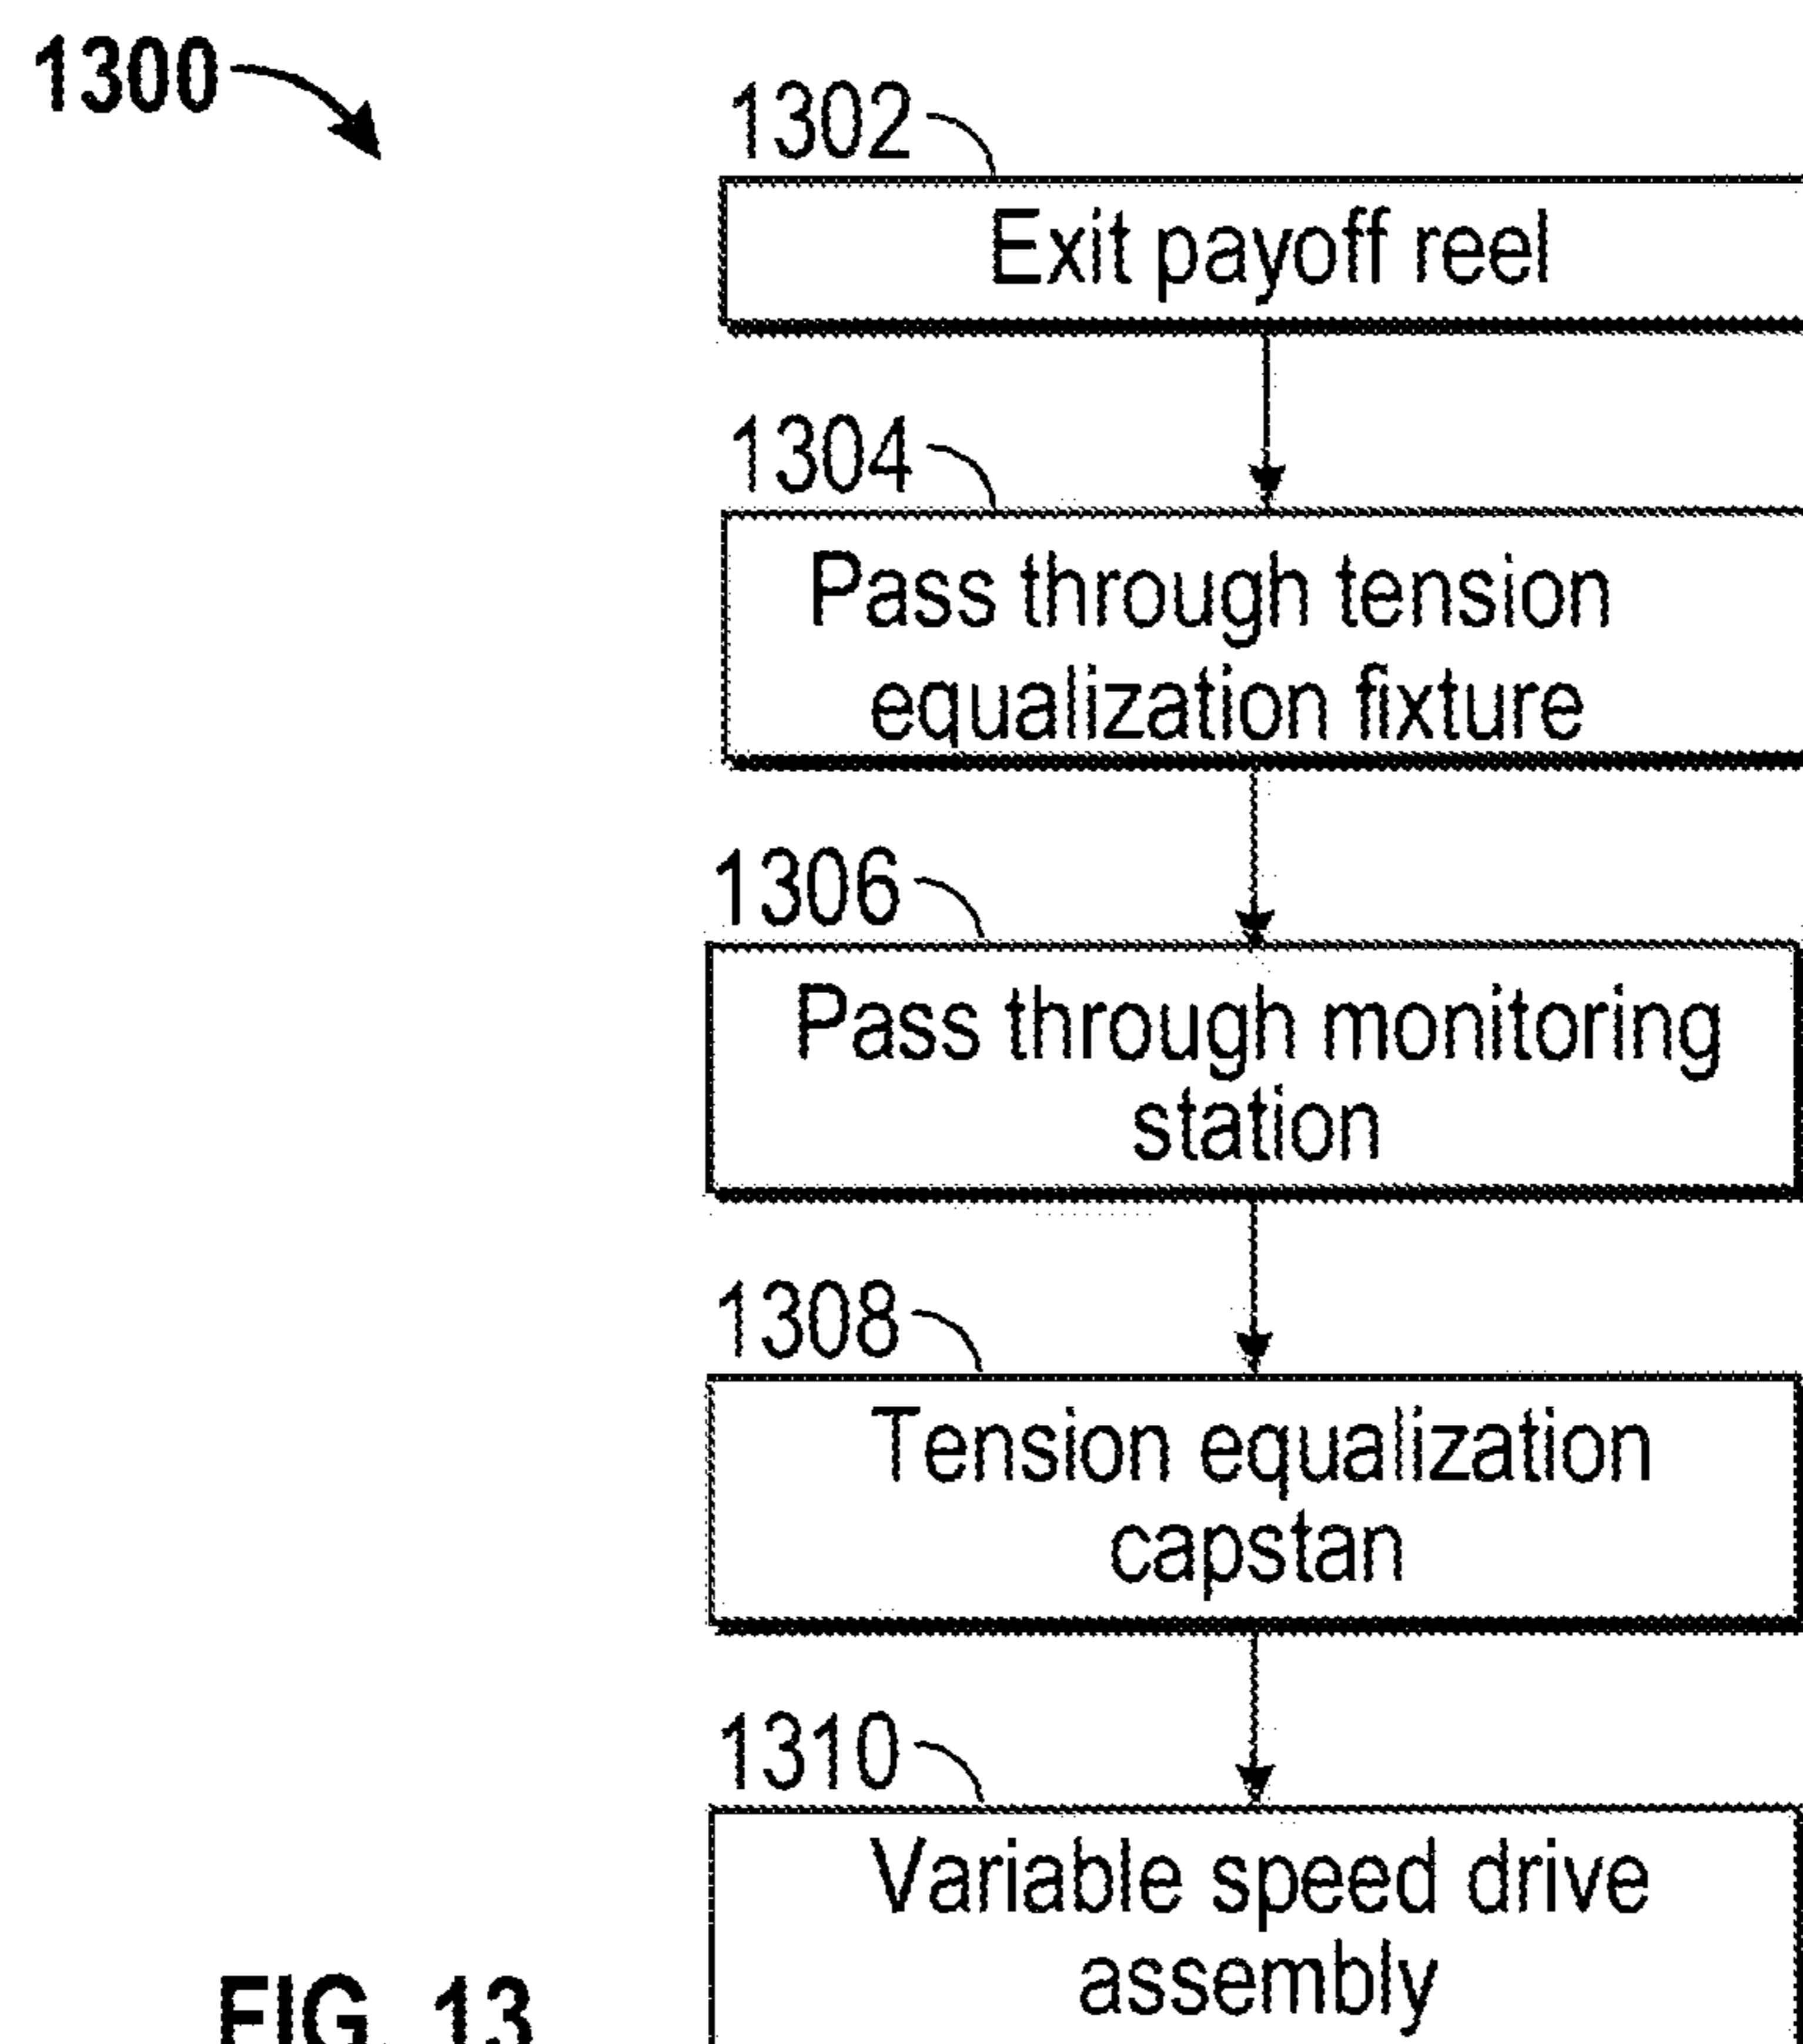 1300
1302
Exit payoff reel
1304
Pass through tension
equalization fixture
1306
Pass through monitoring
station
1308
Tension equalization
capstan
1310
Variable speed drive
assembly
FIG. 13